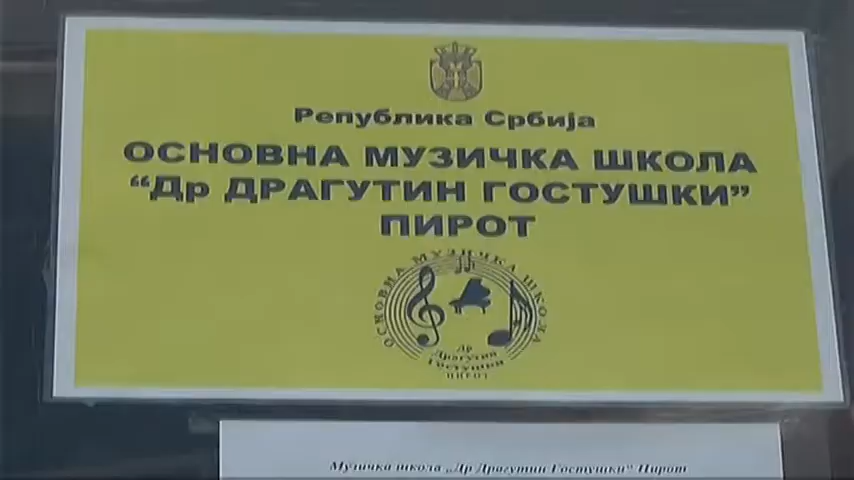 Република Србија
ОСНОВНА МУЗИЧКА ШКОЛА
“Др ДРАГУТИН ГОСТУШКИ”
ПИРОТ
ОСНОВНА МУЗИЧКА ШКОЛА
Др
Драгутин
Гостушки
ПИРОТ
Музичка школа „Др Драгутин Гостушки“ Пирот